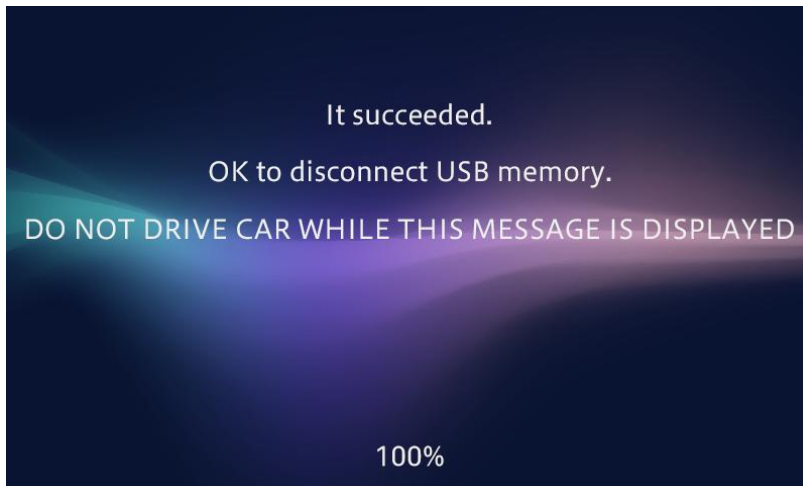 It succeeded.
OK to disconnect USB memory.
DO NOT DRIVE CAR WHILE THIS MESSAGE IS DISPLAYED
100%